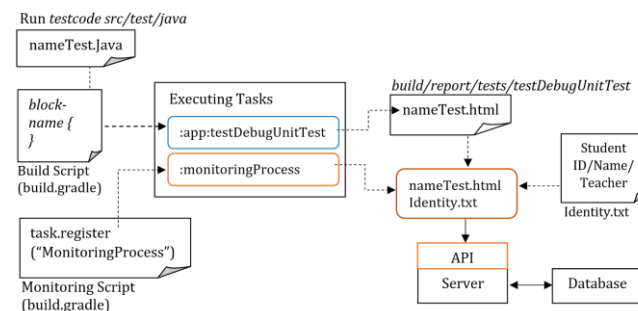 Run testcode src/test/java
nameTest.Java
block-
name {
}
Build Script
(build.gradle)
task.register
(“MonitoringProcess”)
Monitoring Script
(build.gradle)
Executing Tasks
:app:testDebugUnitTest
:monitoringProcess
build/report/tests/testDebugUnitTest
nameTest.html
nameTest.html
Identity.txt
Student
ID/Name/
Teacher
Identity.txt
API
Server
Database